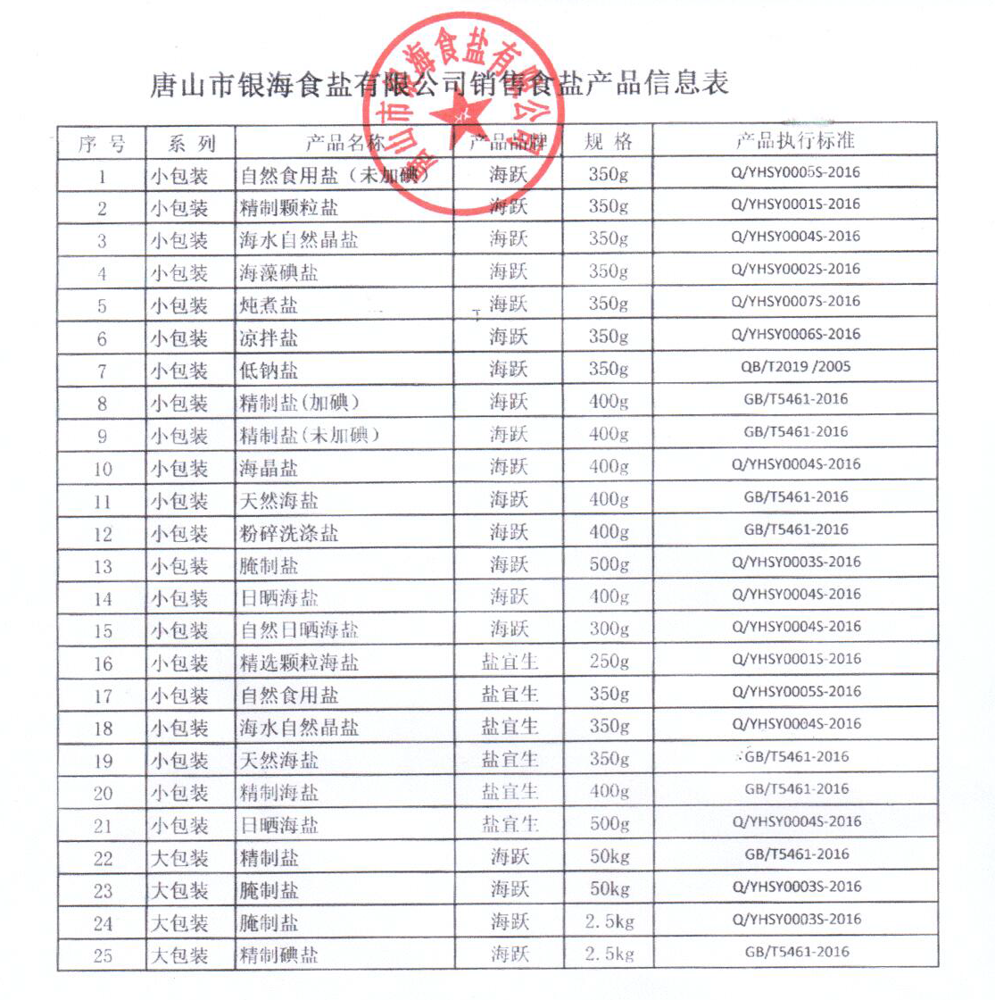 唐山市银海食盐有限公司销售食盐产品信息表
唐山市银海食盐有限公司
序 号 系 列 产品名称 产品品牌 规 格 产品执行标准
1 小包装 自然食用盐（未加碘） 海跃 350g Q/YHSY0005S-2016
2 小包装 精制颗粒盐 海跃 350g Q/YHSY0001S-2016
3 小包装 海水自然晶盐 海跃 350g Q/YHSY0004S-2016
4 小包装 海藻碘盐 海跃 350g Q/YHSY0002S-2016
5 小包装 炖煮盐 海跃 350g Q/YHSY0007S-2016
6 小包装 凉拌盐 海跃 350g Q/YHSY0006S-2016
7 小包装 低钠盐 海跃 350g QB/T2019 /2005
8 小包装 精制盐(加碘） 海跃 400g GB/T5461-2016
9 小包装 精制盐(未加碘） 海跃 400g GB/T5461-2016
10 小包装 海晶盐 海跃 400g Q/YHSY0004S-2016
11 小包装 天然海盐 海跃 400g GB/T5461-2016
12 小包装 粉碎洗涤盐 海跃 400g GB/T5461-2016
13 小包装 腌制盐 海跃 500g Q/YHSY0003S-2016
14 小包装 日晒海盐 海跃 400g Q/YHSY0004S-2016
15 小包装 自然日晒海盐 海跃 300g Q/YHSY0004S-2016
16 小包装 精选颗粒海盐 盐宜生 250g Q/YHSY0001S-2016
17 小包装 自然食用盐 盐宜生 350g Q/YHSY0005S-2016
18 小包装 海水自然晶盐 盐宜生 350g Q/YHSY0004S-2016
19 小包装 天然海盐 盐宜生 350g GB/T5461-2016
20 小包装 精制海盐 盐宜生 400g GB/T5461-2016
21 小包装 日晒海盐 盐宜生 500g Q/YHSY0004S-2016
22 大包装 精制盐 海跃 50kg GB/T5461-2016
23 大包装 腌制盐 海跃 50kg Q/YHSY0003S-2016
24 大包装 腌制盐 海跃 2.5kg Q/YHSY0003S-2016
25 大包装 精制碘盐 海跃 2.5kg GB/T5461-2016